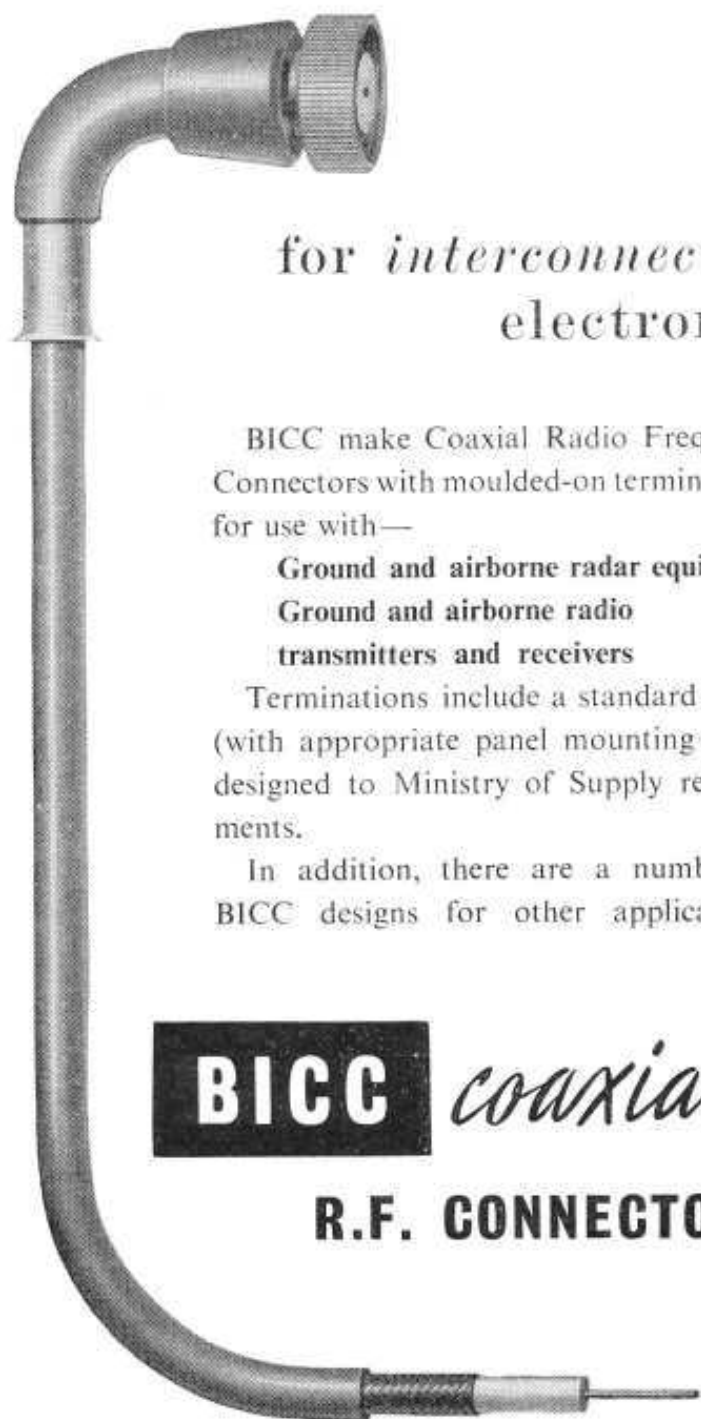 for interconnec
electron
BICC make Coaxial Radio Freq
Connectors with moulded-on termin
for use with—
Ground and airborne radar equi
Ground and airborne radio
transmitters and receivers
Terminations include a standard
(with appropriate panel mounting
designed to Ministry of Supply re
ments.
In addition, there are a numb
BICC designs for other applica
BICC coaxia
R.F. CONNECTO